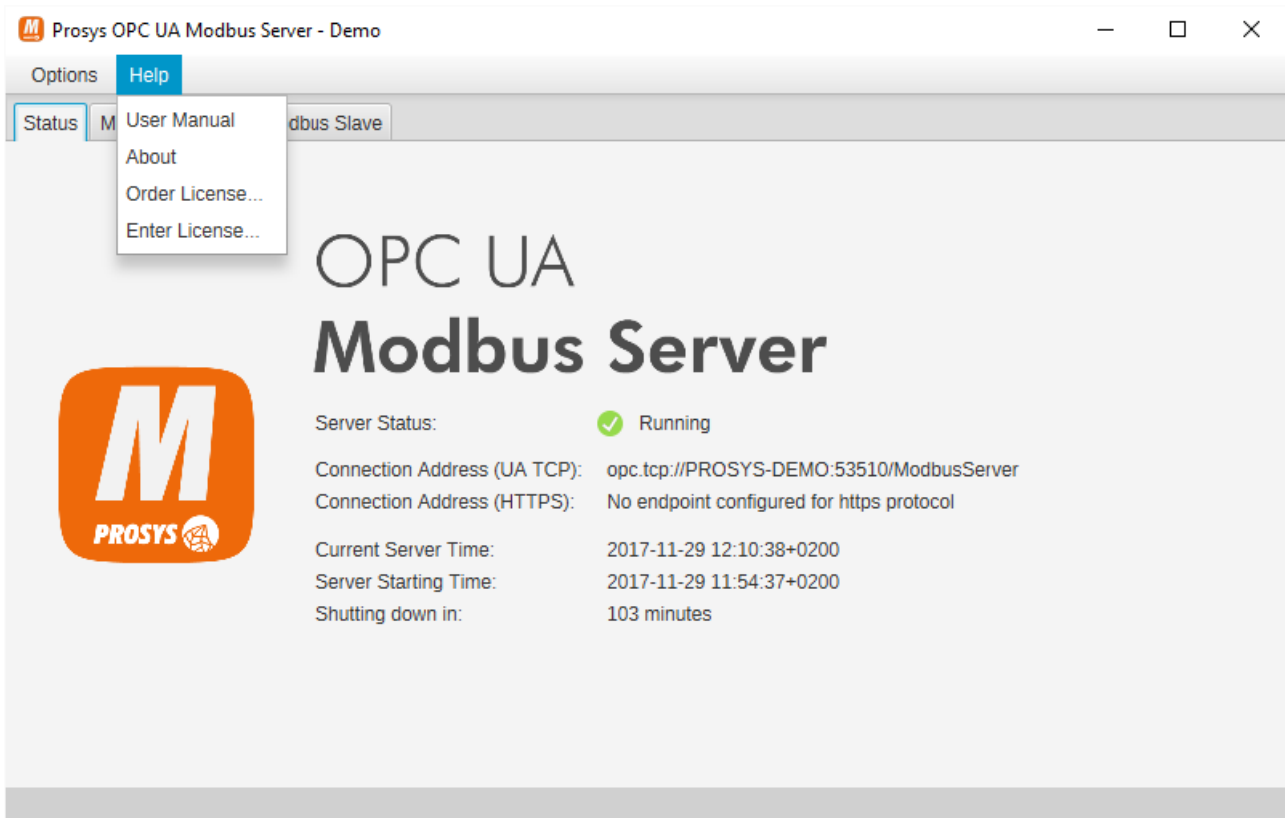 Prosys OPC UA Modbus Server - Demo
Options Help
Status M dbus Slave
User Manual
About
Order License...
Enter License...
OPC UA
Modbus Server
M
PROSYS
Server Status: Running
Connection Address (UA TCP): opc.tcp://PROSYS-DEMO:53510/ModbusServer
Connection Address (HTTPS): No endpoint configured for https protocol
Current Server Time: 2017-11-29 12:10:38+0200
Server Starting Time: 2017-11-29 11:54:37+0200
Shutting down in: 103 minutes